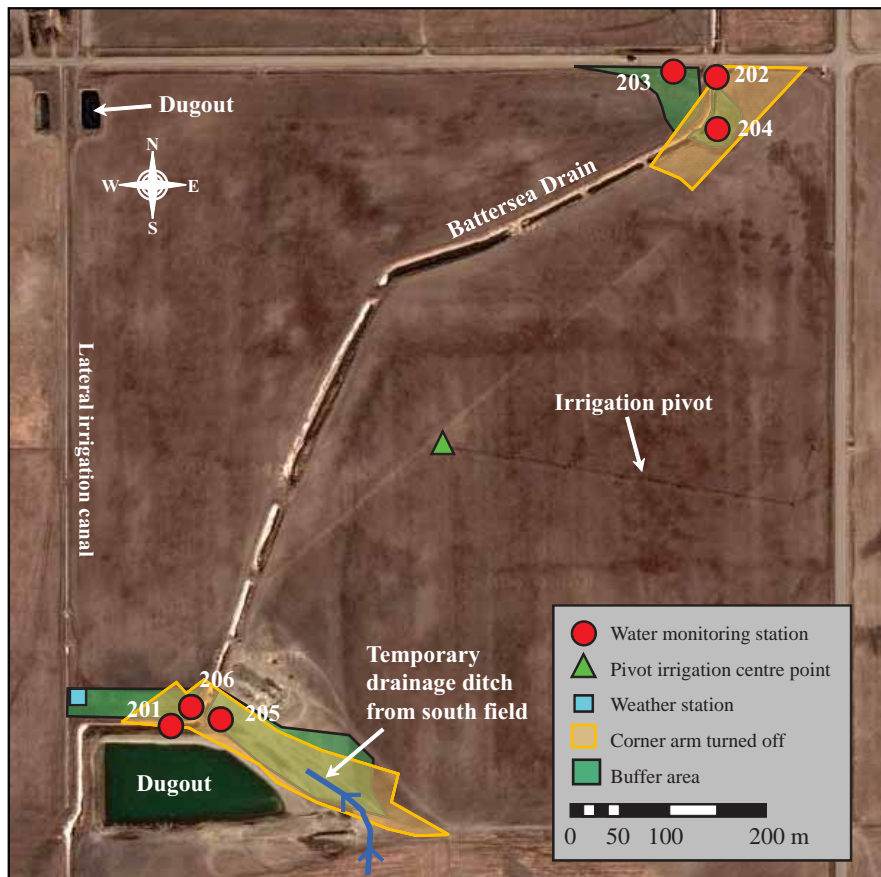 203
202
Dugout
204
N
W
E
S
Battersea Drain
Lateral irrigation canal
Irrigation pivot
Temporary
drainage ditch
from south field
206
201
205
Dugout
Water monitoring station
Pivot irrigation centre point
Weather station
Corner arm turned off
Buffer area
0 50 100 200 m